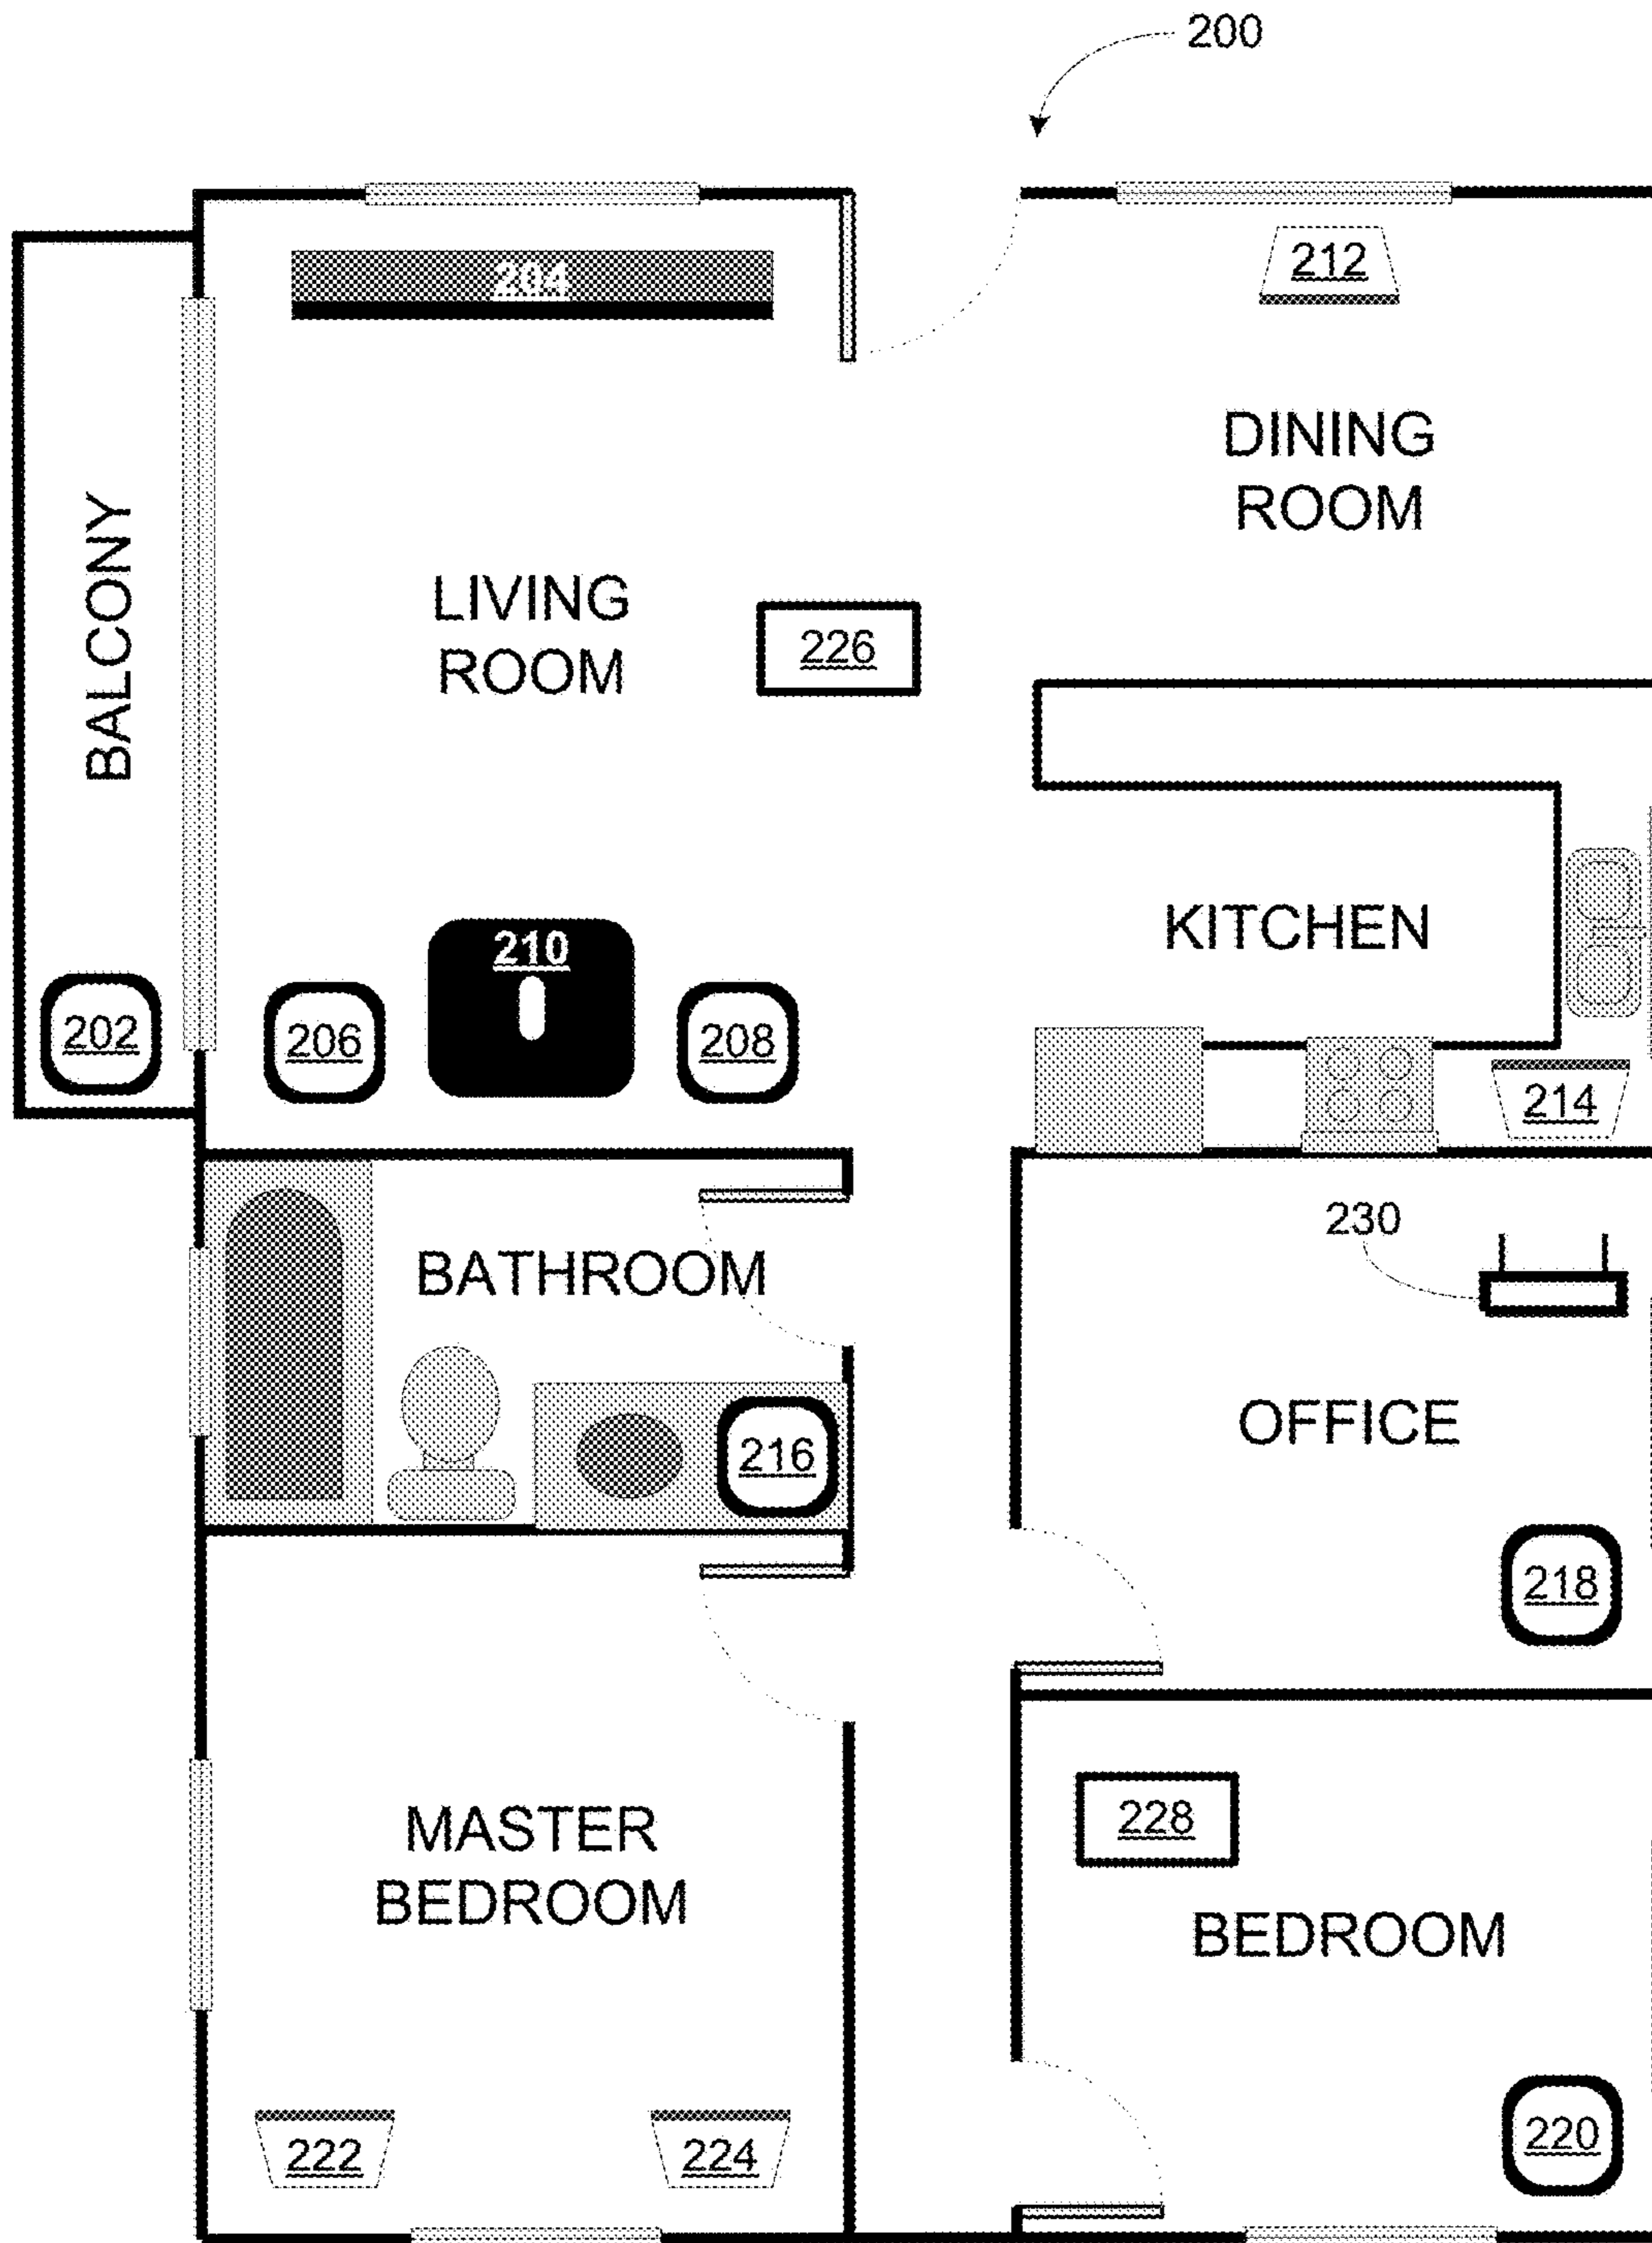 200
204
212
DINING
ROOM
BALCONY
LIVING
ROOM
226
KITCHEN
210
202
206
208
214
230
BATHROOM
OFFICE
216
218
MASTER
BEDROOM
228
BEDROOM
222
224
220